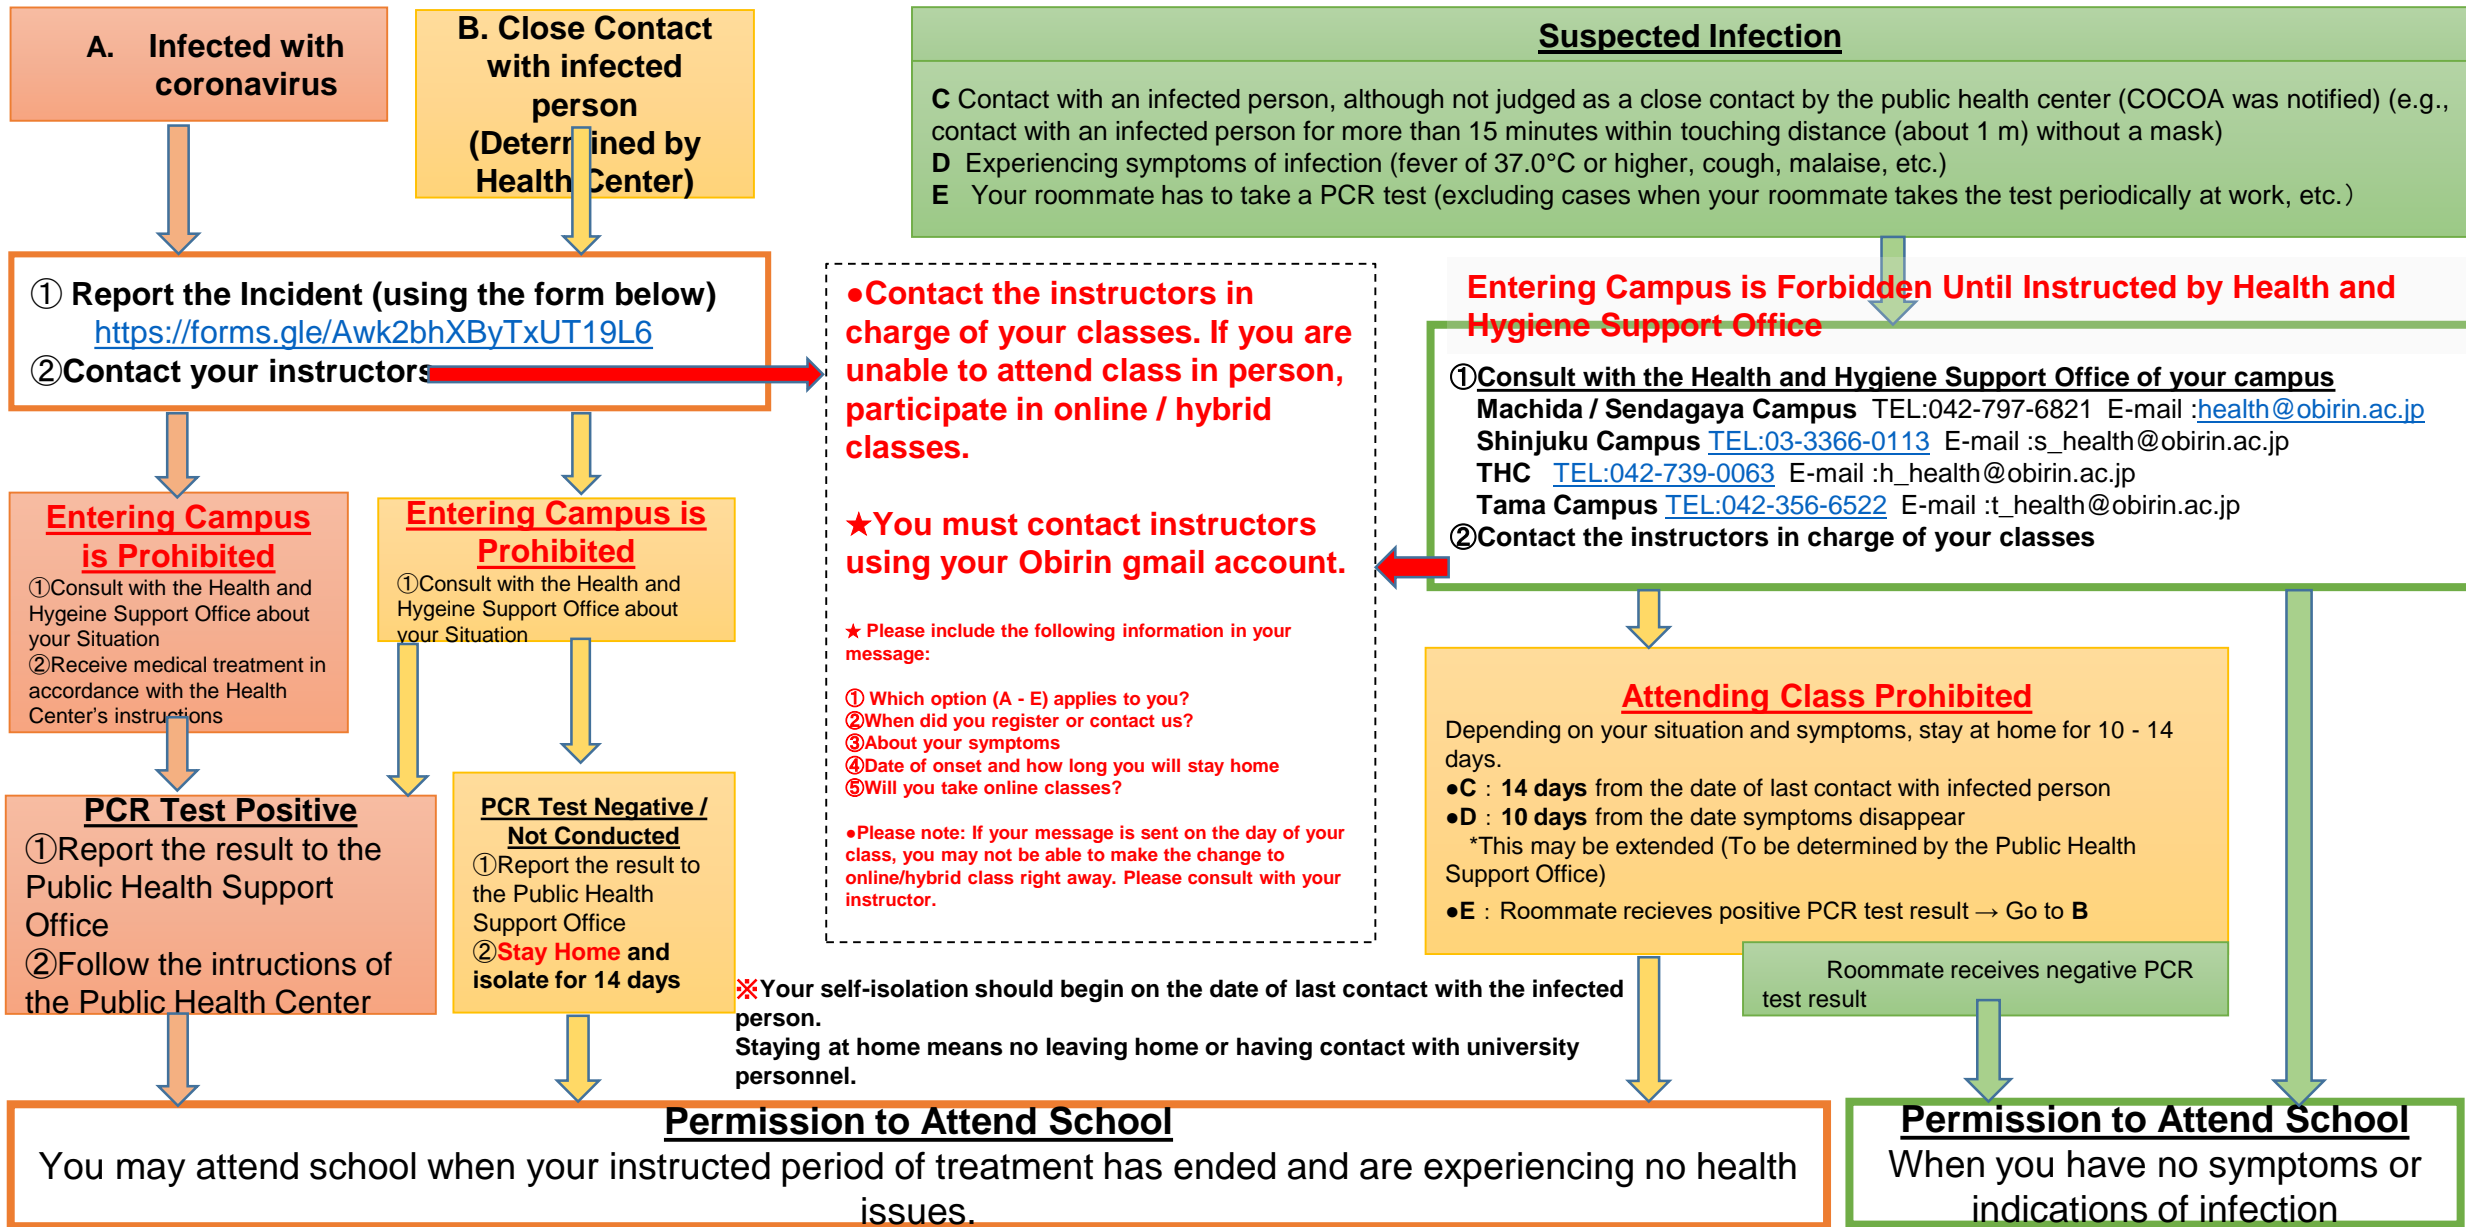 A. Infected with
coronavirus
B. Close Contact
with infected
person
(Determined by
Health Center)
Suspected Infection
C Contact with an infected person, although not judged as a close contact by the public health center (COCOA was notified) (e.g.,
contact with an infected person for more than 15 minutes within touching distance (about 1 m) without a mask)
D Experiencing symptoms of infection (fever of 37.0°C or higher, cough, malaise, etc.)
E Your roommate has to take a PCR test (excluding cases when your roommate takes the test periodically at work, etc.）
① Report the Incident (using the form below)
https://forms.gle/Awk2bhXByTxUT19L6
②Contact your instructors
●Contact the instructors in
charge of your classes. If you are
unable to attend class in person,
participate in online / hybrid
classes.
★You must contact instructors
using your Obirin gmail account.
★ Please include the following information in your
message:
① Which option (A - E) applies to you?
②When did you register or contact us?
③About your symptoms
④Date of onset and how long you will stay home
⑤Will you take online classes?
●Please note: If your message is sent on the day of your
class, you may not be able to make the change to
online/hybrid class right away. Please consult with your
instructor.
Entering Campus is Forbidden Until Instructed by Health and
Hygiene Support Office
①Consult with the Health and Hygiene Support Office of your campus
Machida / Sendagaya Campus TEL:042-797-6821 E-mail :health@obirin.ac.jp
Shinjuku Campus TEL:03-3366-0113 E-mail :s_health@obirin.ac.jp
THC TEL:042-739-0063 E-mail :h_health@obirin.ac.jp
Tama Campus TEL:042-356-6522 E-mail :t_health@obirin.ac.jp
②Contact the instructors in charge of your classes
Entering Campus
is Prohibited
①Consult with the Health and
Hygeine Support Office about
your Situation
②Receive medical treatment in
accordance with the Health
Center's instructions
Entering Campus is
Prohibited
①Consult with the Health and
Hygeine Support Office about
your Situation
PCR Test Positive
①Report the result to the
Public Health Support
Office
②Follow the intructions of
the Public Health Center
PCR Test Negative /
Not Conducted
①Report the result to
the Public Health
Support Office
②Stay Home and
isolate for 14 days
Attending Class Prohibited
Depending on your situation and symptoms, stay at home for 10 - 14
days.
●C：14 days from the date of last contact with infected person
●D：10 days from the date symptoms disappear
*This may be extended (To be determined by the Public Health
Support Office)
●E：Roommate recieves positive PCR test result → Go to B
Roommate receives negative PCR
test result
※Your self-isolation should begin on the date of last contact with the infected
person.
Staying at home means no leaving home or having contact with university
personnel.
Permission to Attend School
You may attend school when your instructed period of treatment has ended and are experiencing no health
issues.
Permission to Attend School
When you have no symptoms or
indications of infection